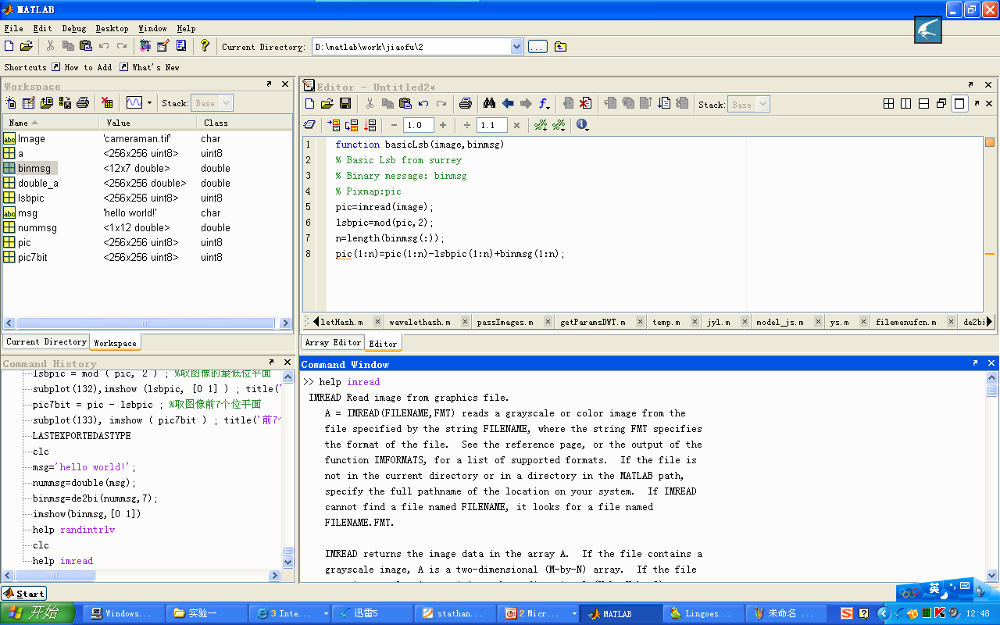 MATLAB
File Edit Debug Desktop Window Help
Current Directory: D:\matlab\work\jiaofu\2 ...
Shortcuts How to Add What's New
Workspace
Stack: Base
Name Value Class
Image 'cameraman.tif' char
a <256x256 uint8> uint8
binmsg <12x7 double> double
double_a <256x256 double> double
lsbpic <256x256 uint8> uint8
msg 'hello world!' char
nummsg <1x12 double> double
pic <256x256 uint8> uint8
pic7bit <256x256 uint8> uint8
Current Directory Workspace
Editor - Untitled2*
Stack: Base
1.0 1.1
1 function basicLsb(image,binmsg)
2 % Basic Lsb from surrey
3 % Binary message: binmsg
4 % Pixmap:pic
5 pic=imread(image);
6 lsbpic=mod(pic,2);
7 n=length(binmsg(:));
8 pic(1:n)=pic(1:n)-lsbpic(1:n)+binmsg(1:n);
letHash.m wavelethash.m passImages.m getParamsDWT.m temp.m jyl.m model_js.m ys.m filemenufcn.m de2bi
Array Editor Editor
Command History
lsbpic = mod ( pic, 2 ) ; %取图像的最低位平面
subplot(132),imshow (lsbpic, [0 1] ) ; title('
pic7bit = pic - lsbpic ; %取图像前7个位平面
subplot(133), imshow ( pic7bit ) ; title('前7个
LASTEXPORTEDASTYPE
clc
msg='hello world!';
nummsg=double(msg);
binmsg=de2bi(nummsg,7);
imshow(binmsg,[0 1])
help randintrlv
clc
help imread
Command Window
>> help imread
IMREAD Read image from graphics file.
A = IMREAD(FILENAME,FMT) reads a grayscale or color image from the
file specified by the string FILENAME, where the string FMT specifies
the format of the file. See the reference page, or the output of the
function IMFORMATS, for a list of supported formats. If the file is
not in the current directory or in a directory in the MATLAB path,
specify the full pathname of the location on your system. If IMREAD
cannot find a file named FILENAME, it looks for a file named
FILENAME.FMT.
IMREAD returns the image data in the array A. If the file contains a
grayscale image, A is a two-dimensional (M-by-N) array. If the file
Start
英
开始 Windows... 实验一 3 Inte... 迅雷5 stathan... 2 Micr... MATLAB Lingoes... 未命名 ... 12:48